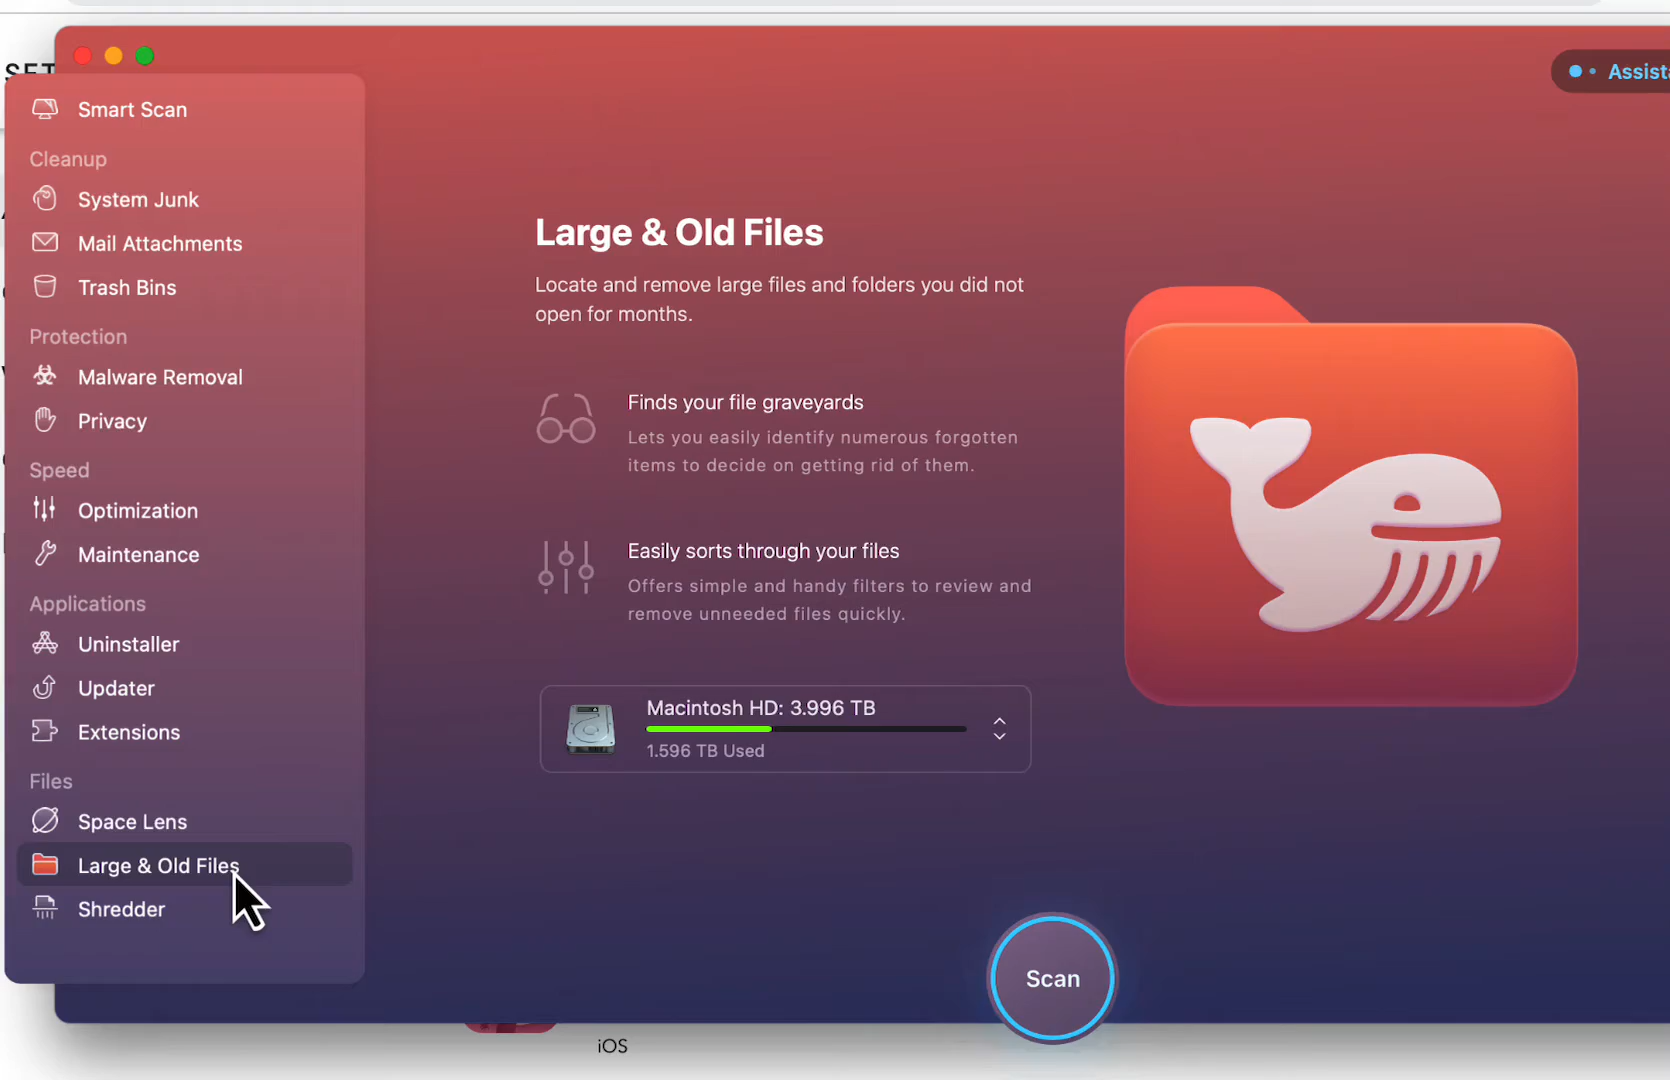 Smart Scan
Cleanup
System Junk
Mail Attachments
Trash Bins
Protection
Malware Removal
Privacy
Speed
Optimization
Maintenance
Applications
Uninstaller
Updater
Extensions
Files
Space Lens
Large & Old Files
Shredder
Large & Old Files
Locate and remove large files and folders you did not
open for months.
Finds your file graveyards
Lets you easily identify numerous forgotten
items to decide on getting rid of them.
Easily sorts through your files
Offers simple and handy filters to review and
remove unneeded files quickly.
Macintosh HD: 3.996 TB
1.596 TB Used
Scan
iOS